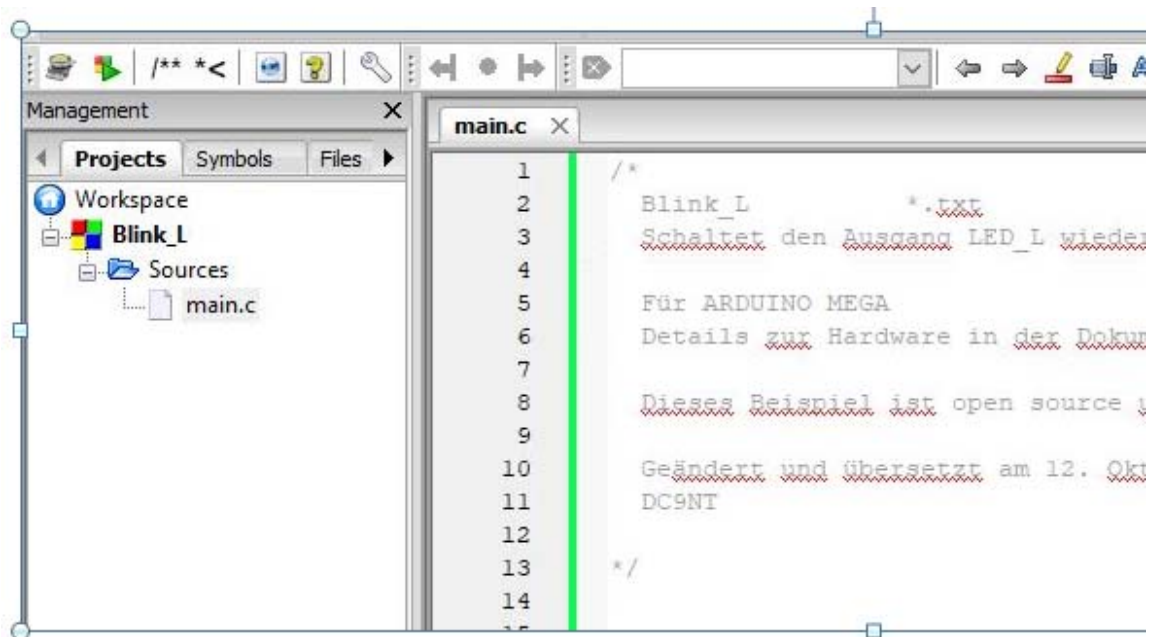 /** *<
Management
Projects Symbols Files
Workspace
Blink_L
Sources
main.c
main.c
1 /*
2 Blink_L *.txt
3 Schaltet den Ausgang LED_L wieder
4
5 Für ARDUINO MEGA
6 Details zur Hardware in der Dokum
7
8 Dieses Beispiel ist open source u
9
10 Geändert und übersetzt am 12. Okt
11 DC9NT
12
13 */
14